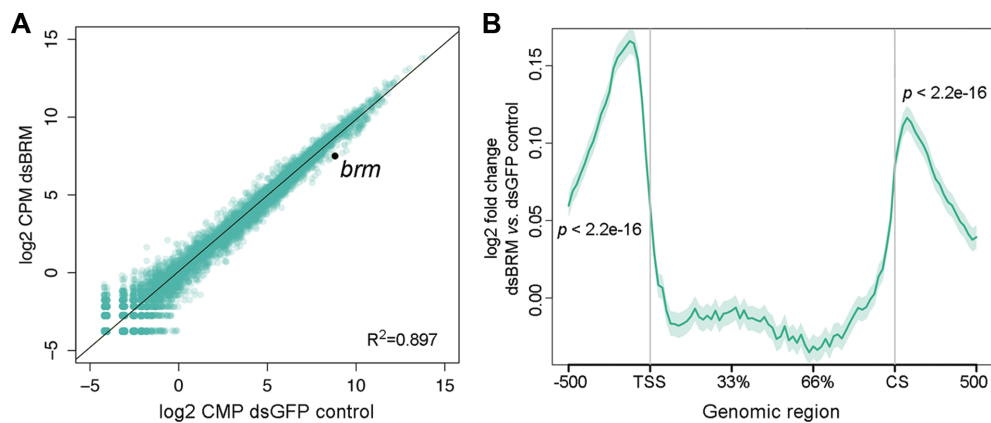 A
15
10
5
0
−5
log2 CPM dsBRM
brm
R2=0.897
−5
0
5
10
15
log2 CMP dsGFP control
B
0.15
0.10
0.05
0.00
log2 fold change
dsBRM vs. dsGFP control
p < 2.2e-16
p < 2.2e-16
-500
TSS
33%
66%
CS
500
Genomic region